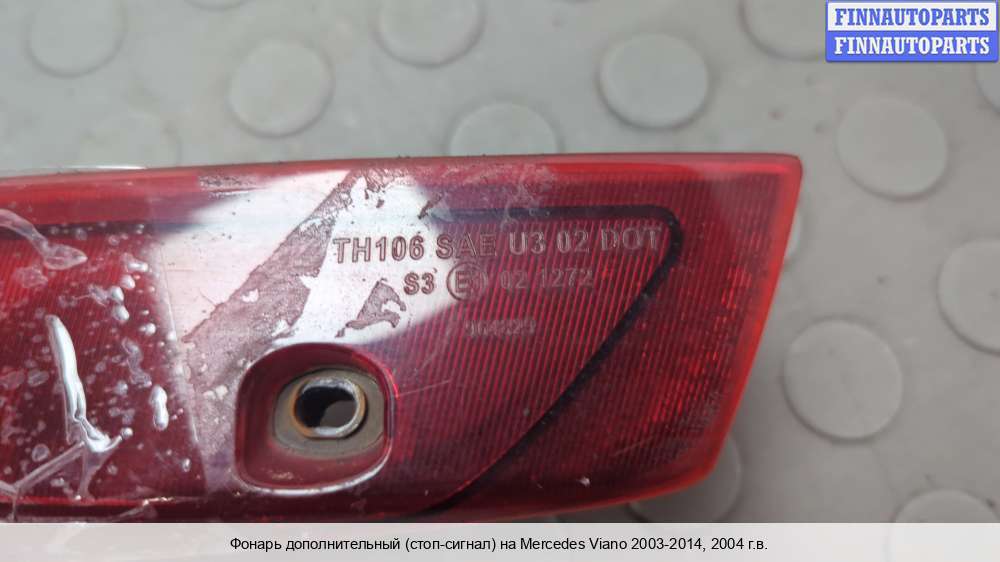 FINNAUTOPARTS
FINNAUTOPARTS
TH106 SAE U3 02 DOT
S3 E1 02 1272
Фонарь дополнительный (стоп-сигнал) на Mercedes Viano 2003-2014, 2004 г.в.